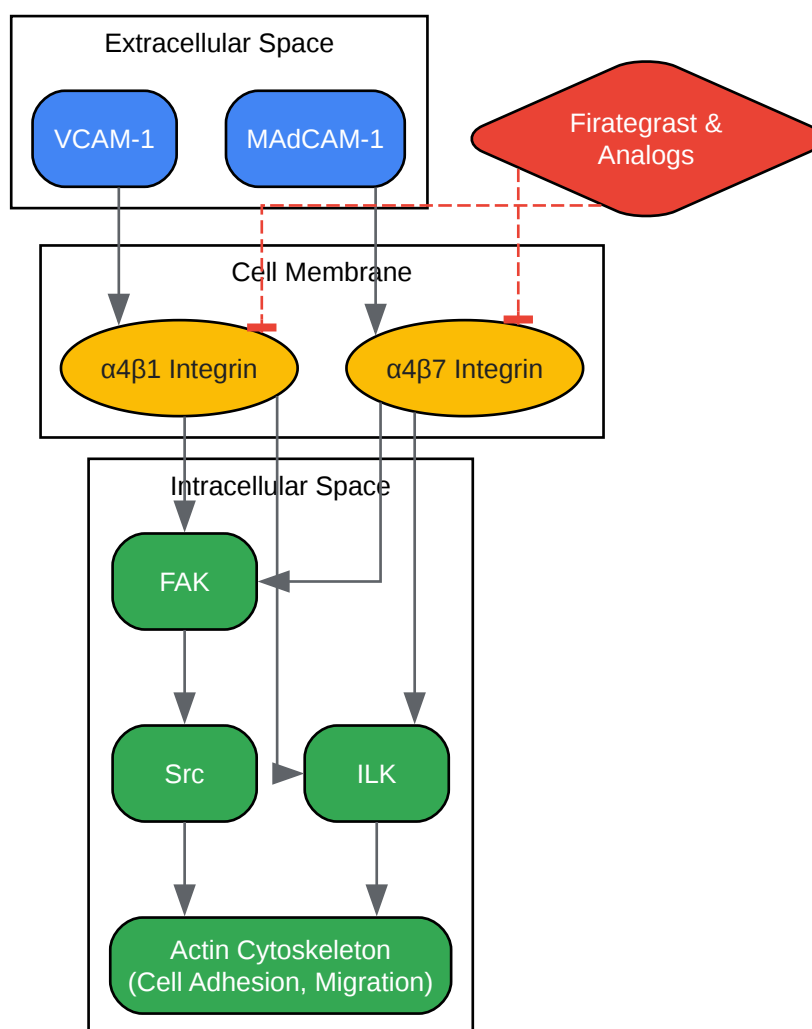 Extracellular Space
VCAM-1
MAdCAM-1
Firategrast &
Analogs
Cell Membrane
α4β1 Integrin
α4β7 Integrin
Intracellular Space
FAK
Src
ILK
Actin Cytoskeleton
(Cell Adhesion, Migration)